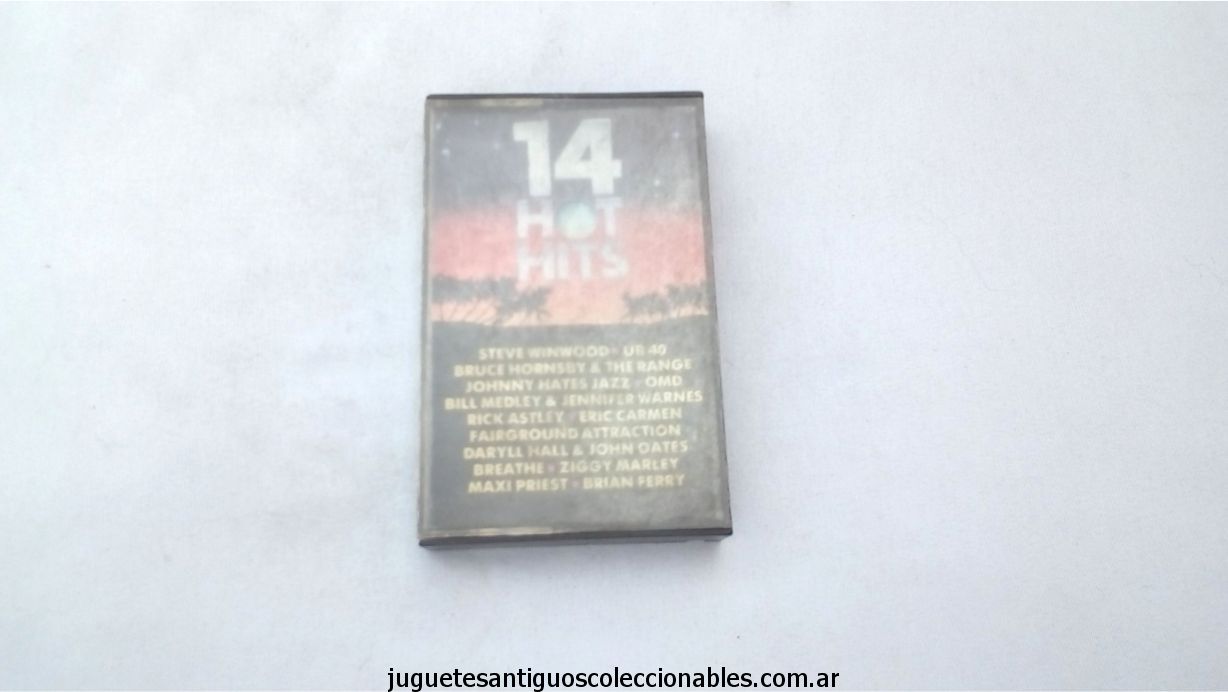 14
HOT
HITS
STEVE WINWOOD • UB 40
BRUCE HORNSBY & THE RANGE
JOHNNY HATES JAZZ • OMD
BILL MEDLEY & JENNIFER WARNES
RICK ASTLEY • ERIC CARMEN
FAIRGROUND ATTRACTION
DARYLL HALL & JOHN OATES
BREATHE • ZIGGY MARLEY
MAXI PRIEST • BRIAN FERRY
juguetesantiguoscoleccionables.com.ar